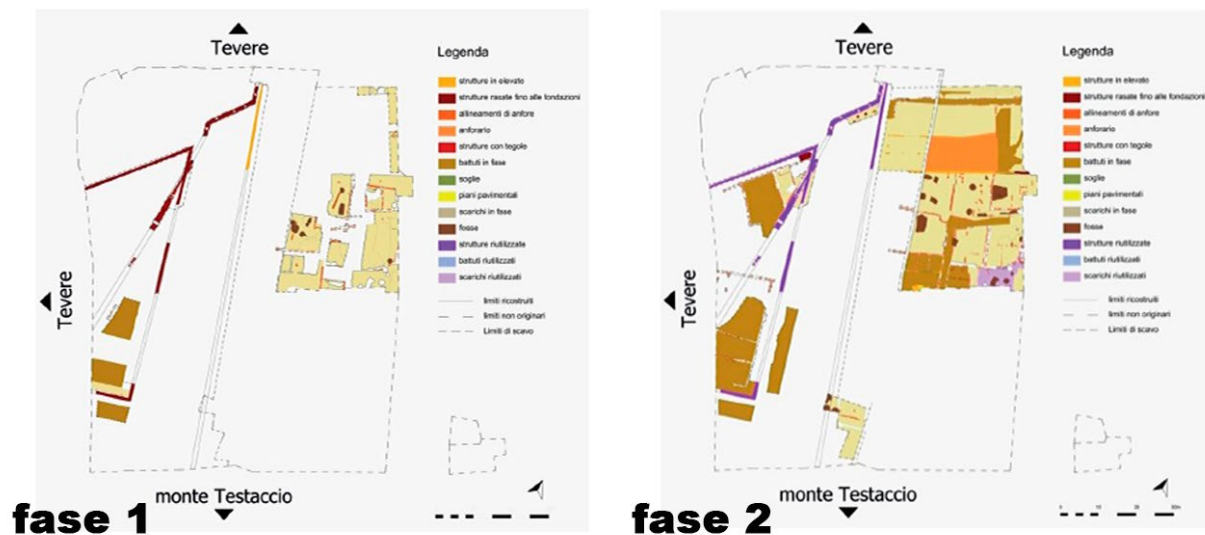 Tevere
Legenda
strutture in elevato
strutture rasate fino alle fondazioni
allineamenti di anfore
anforario
strutture con tegole
battuti in fase
soglie
piani pavimentali
scarichi in fase
fosse
strutture riutilizzate
battuti riutilizzati
scarichi riutilizzati
limiti ricostruiti
limiti non originari
Limiti di scavo
Tevere
monte Testaccio
fase 1
Tevere
Legenda
strutture in elevato
strutture rasate fino alle fondazioni
allineamenti di anfore
anforario
strutture con tegole
battuti in fase
soglie
piani pavimentali
scarichi in fase
fosse
strutture riutilizzate
battuti riutilizzati
scarichi riutilizzati
limiti ricostruiti
limiti non originari
Limiti di scavo
Tevere
monte Testaccio
fase 2